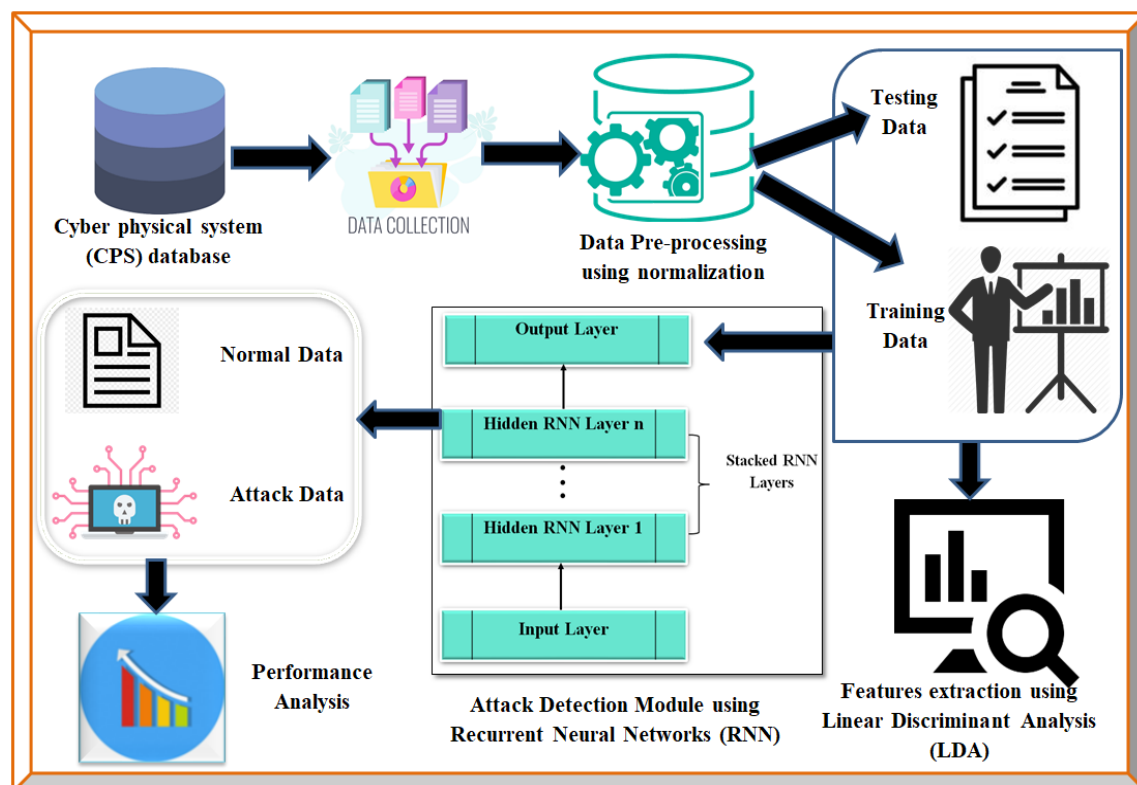 Cyber physical system
(CPS) database
DATA COLLECTION
Data Pre-processing
using normalization
Testing
Data
Training
Data
Normal Data
Attack Data
Output Layer
Hidden RNN Layer n
Stacked RNN
Layers
Hidden RNN Layer 1
Input Layer
Attack Detection Module using
Recurrent Neural Networks (RNN)
Features extraction using
Linear Discriminant Analysis
(LDA)
Performance
Analysis